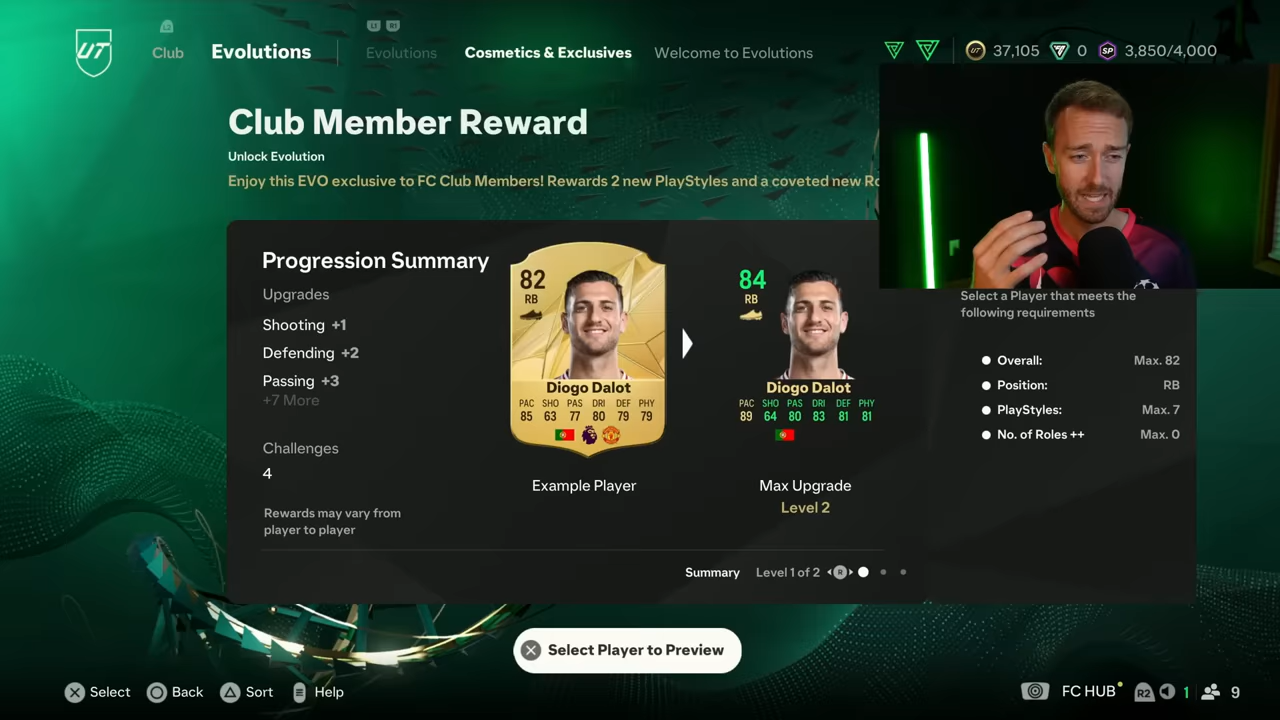 UT
L2
Club
Evolutions
L1 R1
Evolutions
Cosmetics & Exclusives
Welcome to Evolutions
UT 37,105
0
SP 3,850/4,000
Club Member Reward
Unlock Evolution
Enjoy this EVO exclusive to FC Club Members! Rewards 2 new PlayStyles and a coveted new
Progression Summary
Upgrades
Shooting +1
Defending +2
Passing +3
+7 More
Challenges
4
Rewards may vary from
player to player
82
RB
Diogo Dalot
PAC SHO PAS DRI DEF PHY
85 63 77 80 79 79
Example Player
84
RB
Diogo Dalot
PAC SHO PAS DRI DEF PHY
89 64 80 83 81 81
Max Upgrade
Level 2
Summary
Level 1 of 2
R
Select a Player that meets the
following requirements
Overall: Max. 82
Position: RB
PlayStyles: Max. 7
No. of Roles ++ Max. 0
Select Player to Preview
Select
Back
Sort
Help
FC HUB
R2
1
9